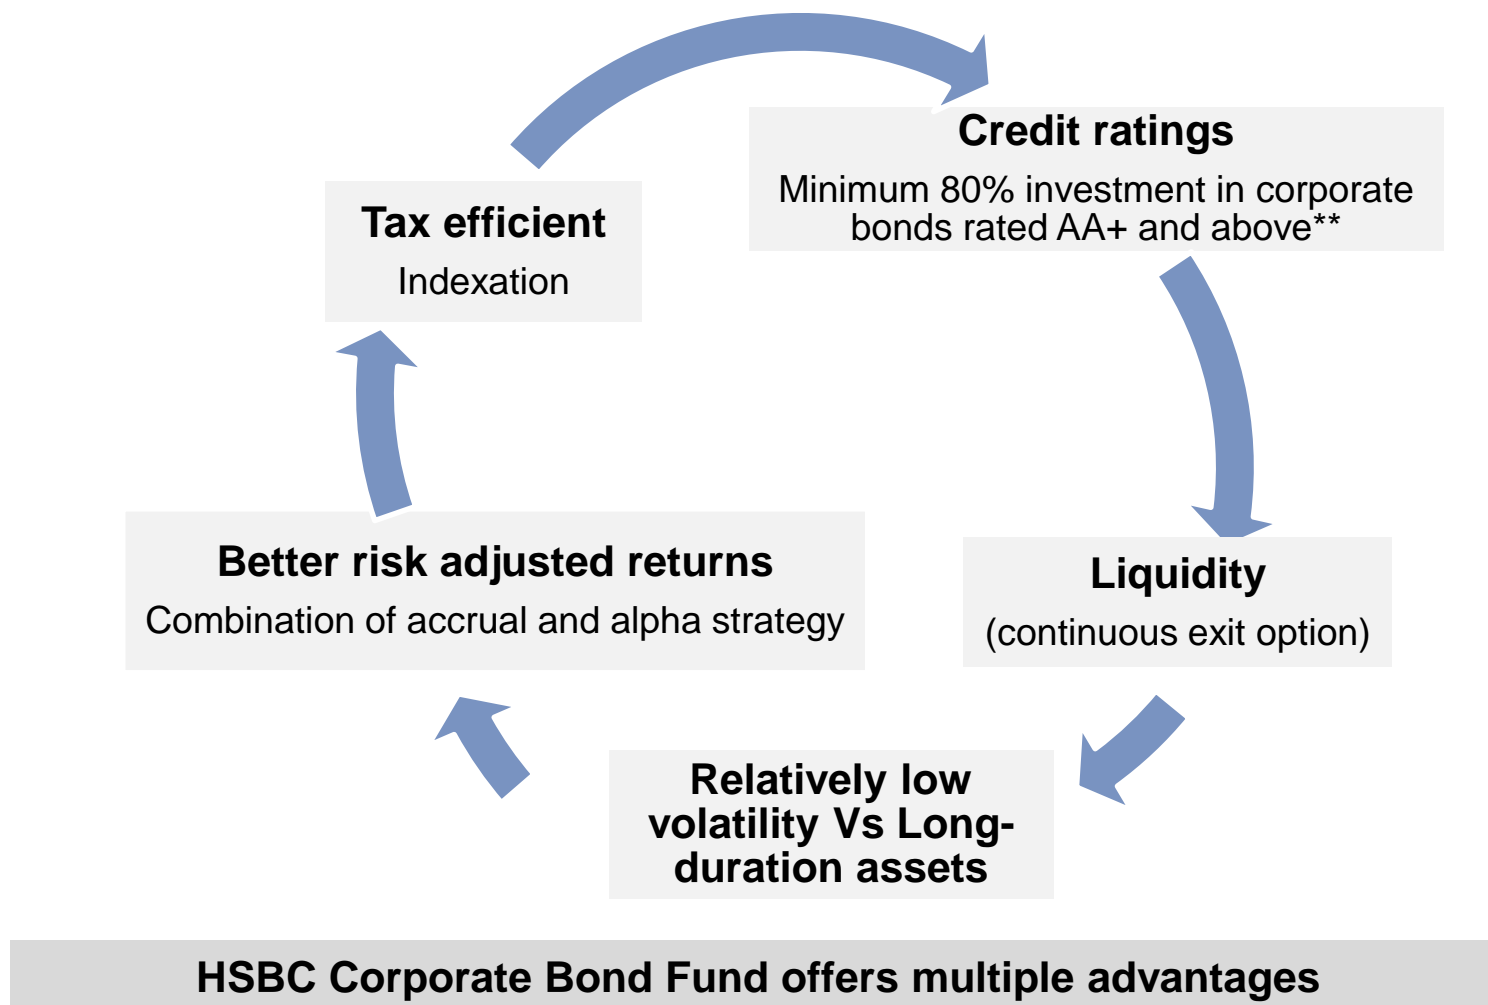 Credit ratings
Minimum 80% investment in corporate
bonds rated AA+ and above**
Tax efficient
Indexation
Better risk adjusted returns
Combination of accrual and alpha strategy
Liquidity
(continuous exit option)
Relatively low
volatility Vs Long-
duration assets
HSBC Corporate Bond Fund offers multiple advantages